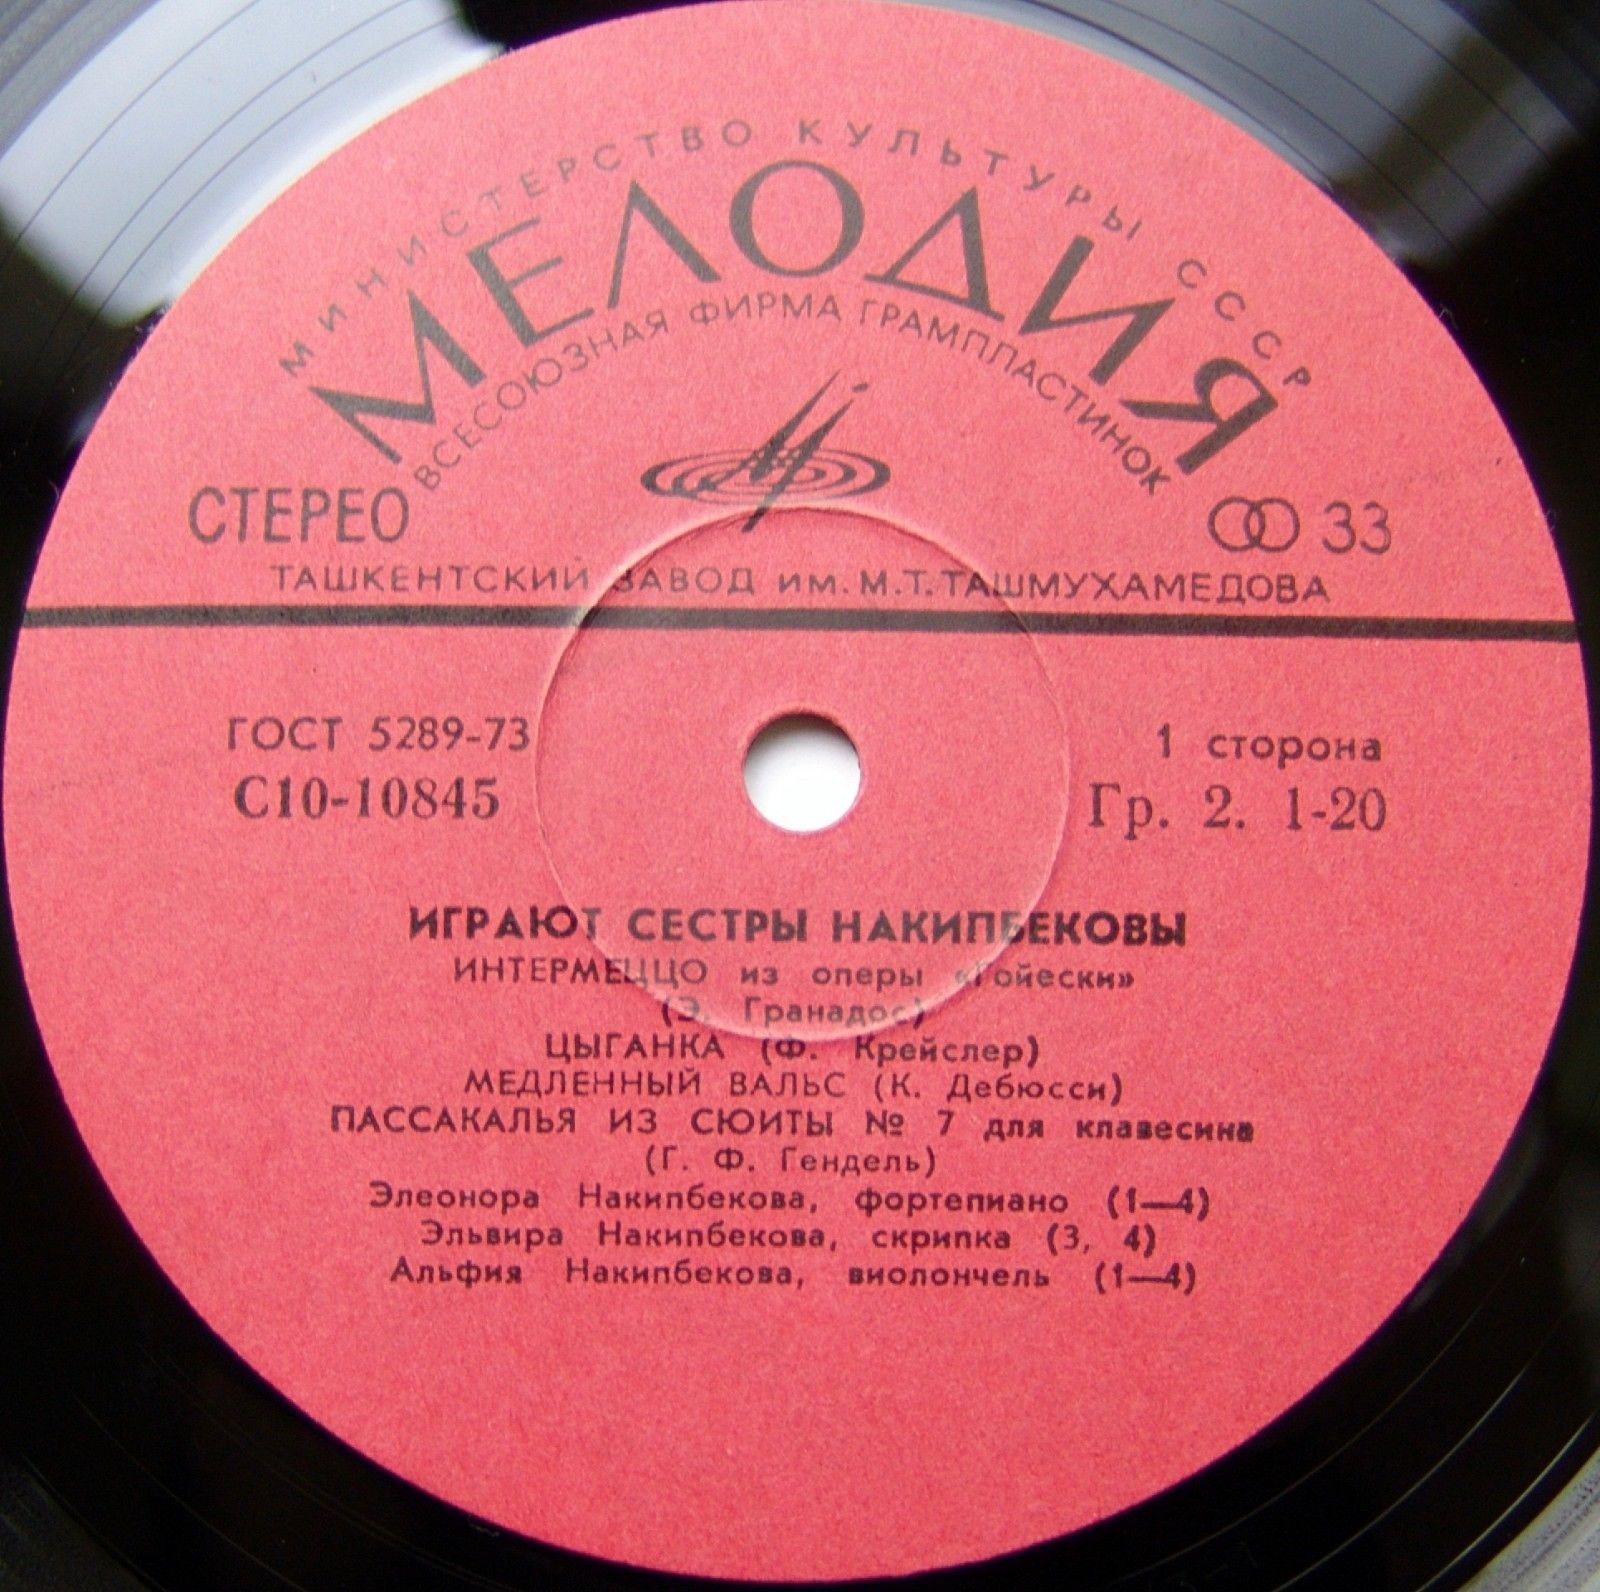 МИНИСТЕРСТВО КУЛЬТУРЫ СССР
МЕЛОДИЯ
ВСЕСОЮЗНАЯ ФИРМА ГРАМПЛАСТИНОК
СТЕРЕО
33
ТАШКЕНТСКИЙ ЗАВОД им. М.Т.ТАШМУХАМЕДОВА
ГОСТ 5289-73
1 сторона
С10-10845
Гр. 2. 1-20
ИГРАЮТ СЕСТРЫ НАКИПБЕКОВЫ
ИНТЕРМЕЦЦО из оперы «Гойески»
(Э. Гранадос)
ЦЫГАНКА (Ф. Крейслер)
МЕДЛЕННЫЙ ВАЛЬС (К. Дебюсси)
ПАССАКАЛЬЯ ИЗ СЮИТЫ № 7 для клавесина
(Г. Ф. Гендель)
Элеонора Накипбекова, фортепиано (1—4)
Эльвира Накипбекова, скрипка (3, 4)
Альфия Накипбекова, виолончель (1—4)